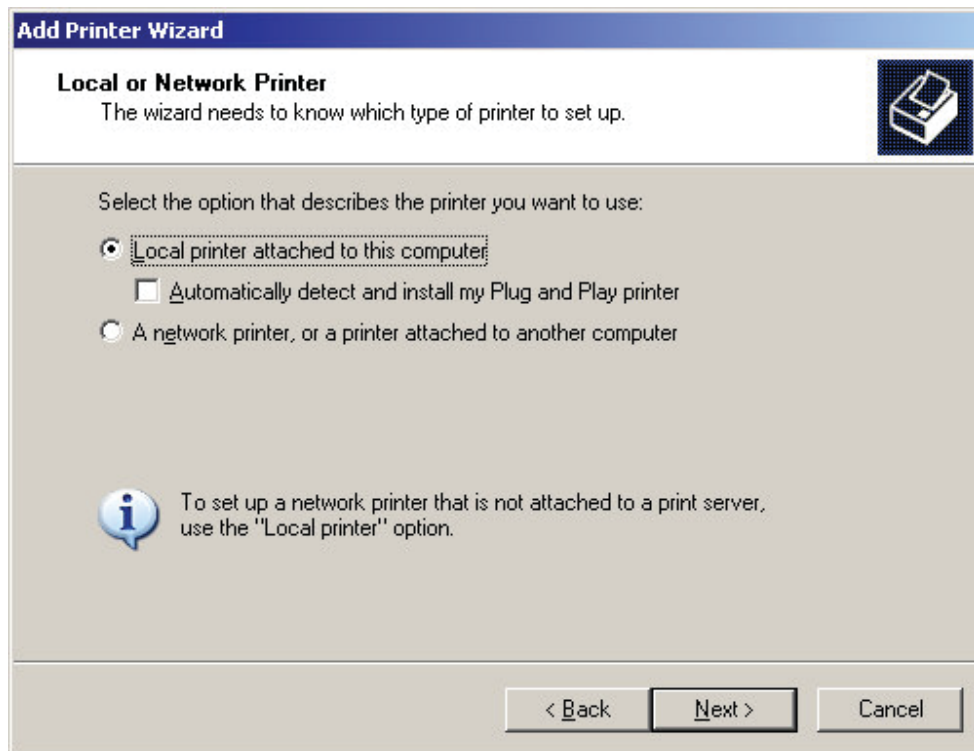 Add Printer Wizard
Local or Network Printer
The wizard needs to know which type of printer to set up.
Select the option that describes the printer you want to use:
Local printer attached to this computer
Automatically detect and install my Plug and Play printer
A network printer, or a printer attached to another computer
To set up a network printer that is not attached to a print server,
use the "Local printer" option.
< Back
Next >
Cancel